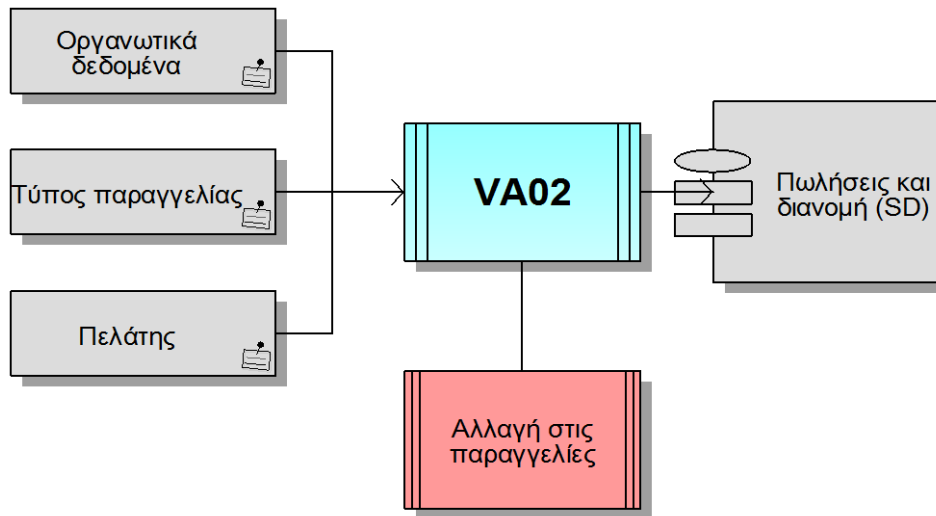 Οργανωτικά
δεδομένα
Τύπος παραγγελίας
Πελάτης
VA02
Αλλαγή στις
παραγγελίες
Πωλήσεις και
διανομή (SD)